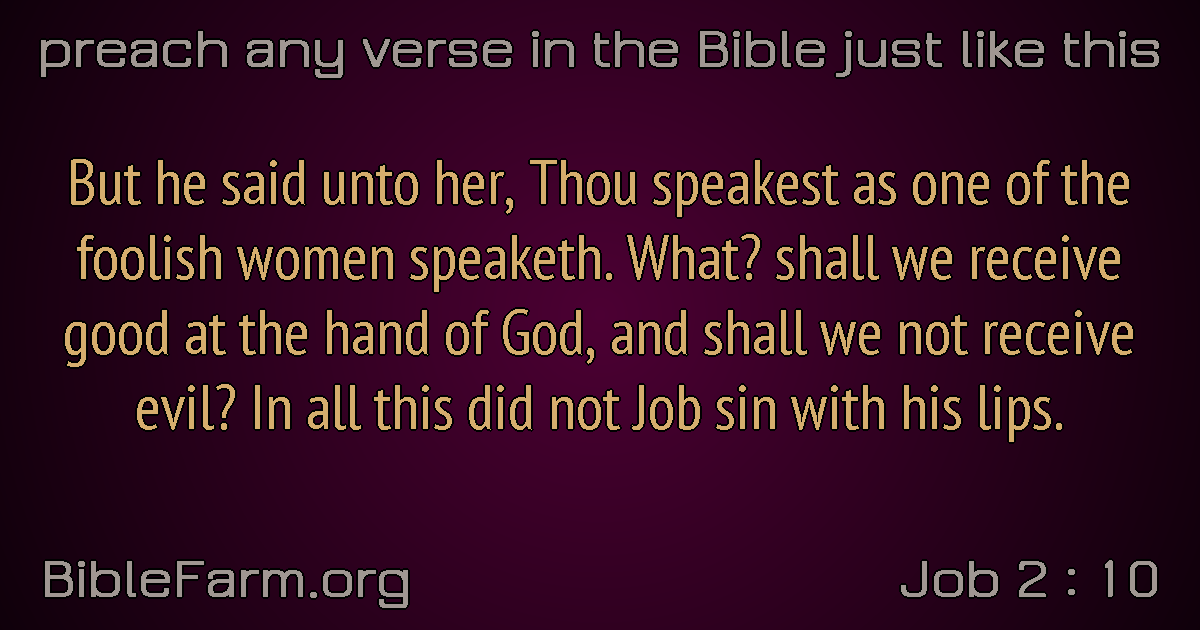 preach any verse in the Bible just like this
But he said unto her, Thou speakest as one of the
foolish women speaketh. What? shall we receive
good at the hand of God, and shall we not receive
evil? In all this did not Job sin with his lips.
BibleFarm.org
Job 2 : 10